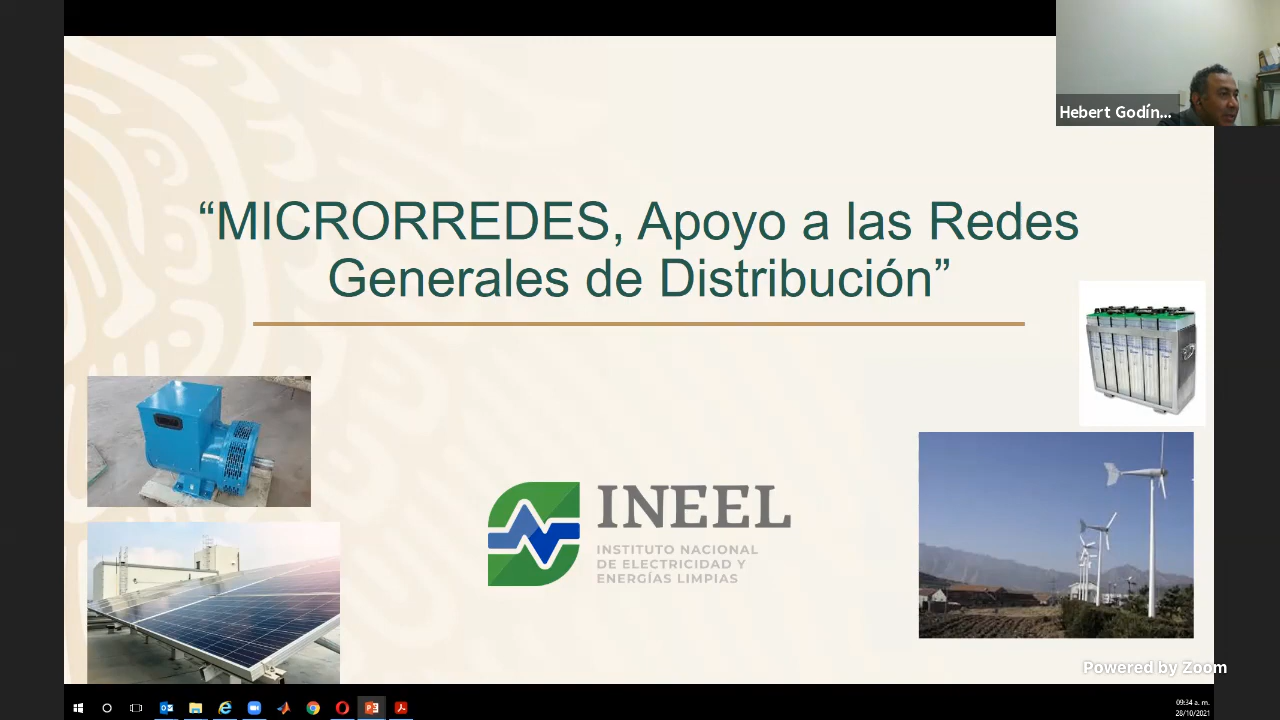 Hebert Godín...
“MICRORREDES, Apoyo a las Redes
Generales de Distribución”
INEEL
INSTITUTO NACIONAL
DE ELECTRICIDAD Y
ENERGÍAS LIMPIAS
Powered by Zoom
09:34 a. m.
28/10/2021